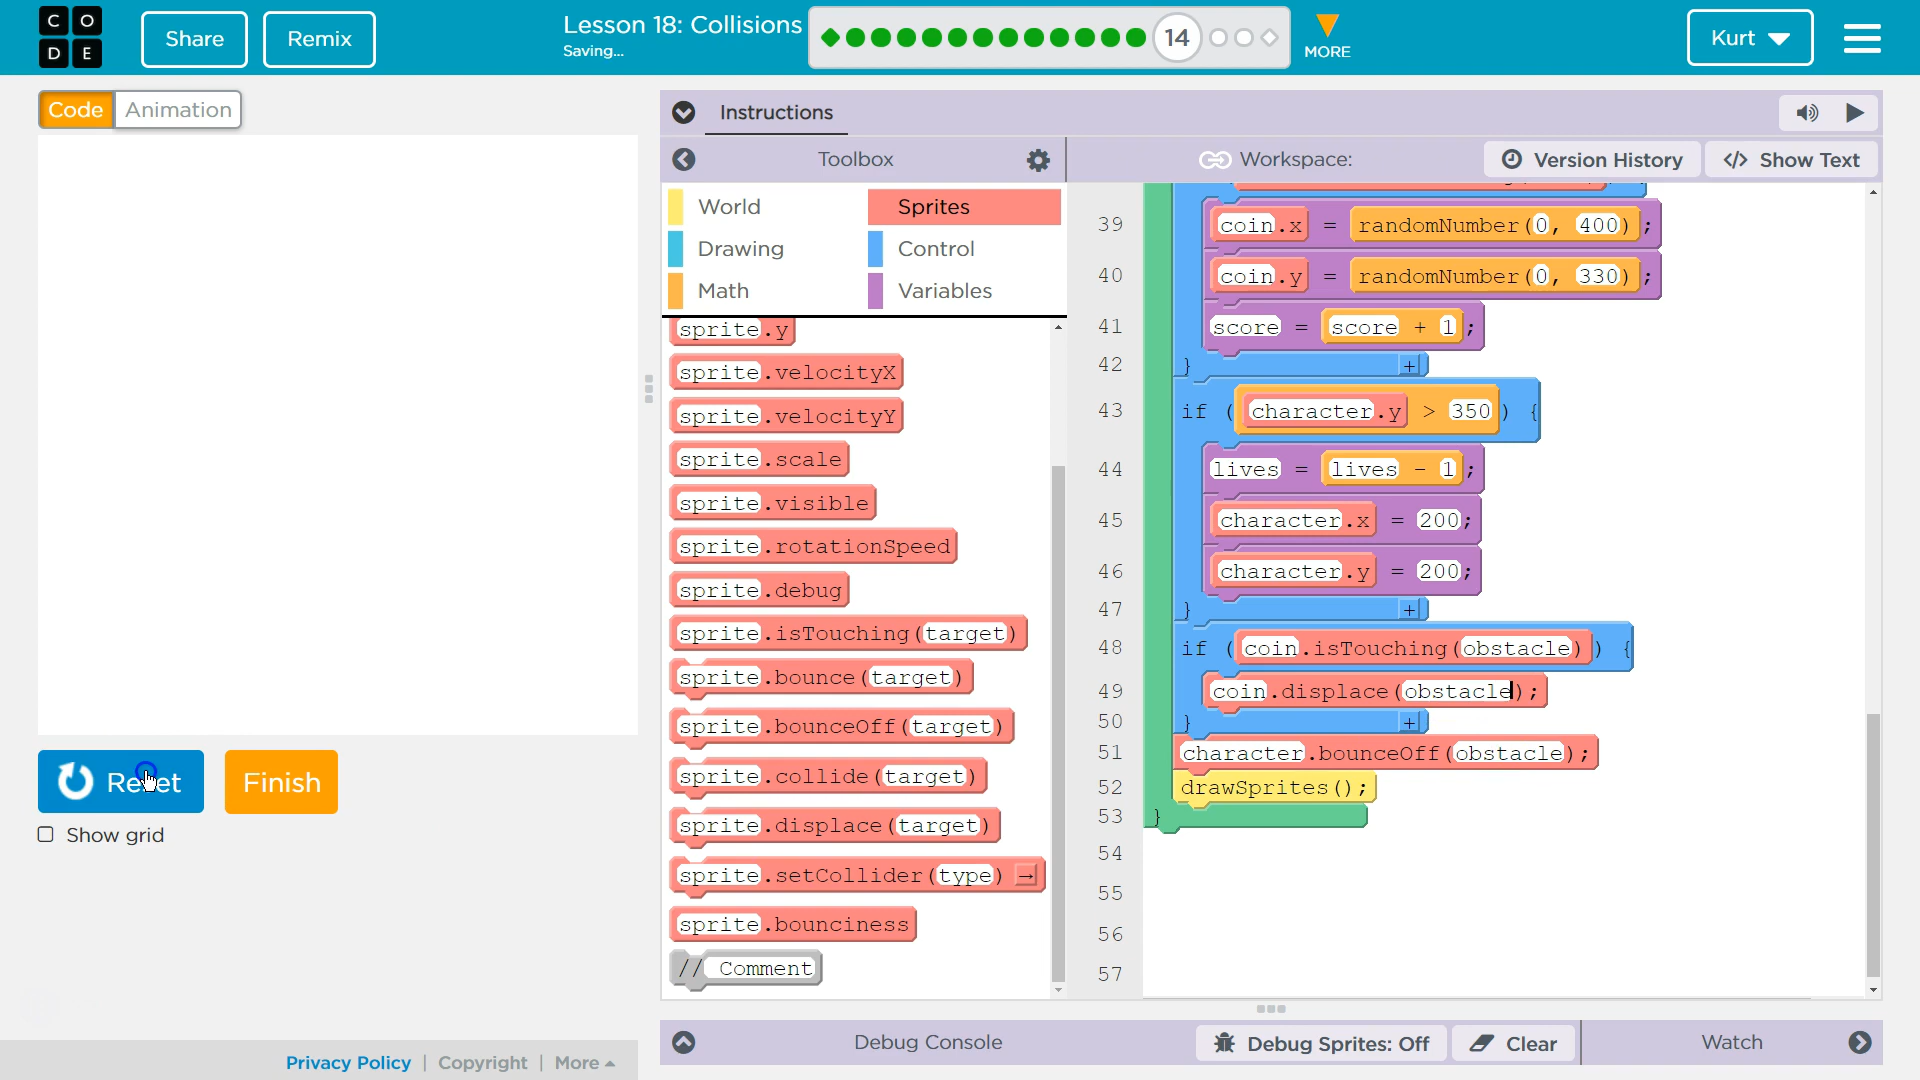 C O
D E
Share
Remix
Lesson 18: Collisions
Saving...
14
MORE
Kurt
Code
Animation
Instructions
Toolbox
Workspace:
Version History
</> Show Text
World
Sprites
Drawing
Control
Math
Variables
sprite.y
sprite.velocityX
sprite.velocityY
sprite.scale
sprite.visible
sprite.rotationSpeed
sprite.debug
sprite.isTouching(target)
sprite.bounce(target)
sprite.bounceOff(target)
sprite.collide(target)
sprite.displace(target)
sprite.setCollider(type) →
sprite.bounciness
// Comment
39 coin.x = randomNumber(0, 400);
40 coin.y = randomNumber(0, 330);
41 score = score + 1;
42 } +
43 if (character.y > 350) {
44 lives = lives - 1;
45 character.x = 200;
46 character.y = 200;
47 } +
48 if (coin.isTouching(obstacle)) {
49 coin.displace(obstacle);
50 } +
51 character.bounceOff(obstacle);
52 drawSprites();
53 }
54
55
56
57
Reset
Finish
Show grid
Debug Console
Debug Sprites: Off
Clear
Watch
Privacy Policy | Copyright | More